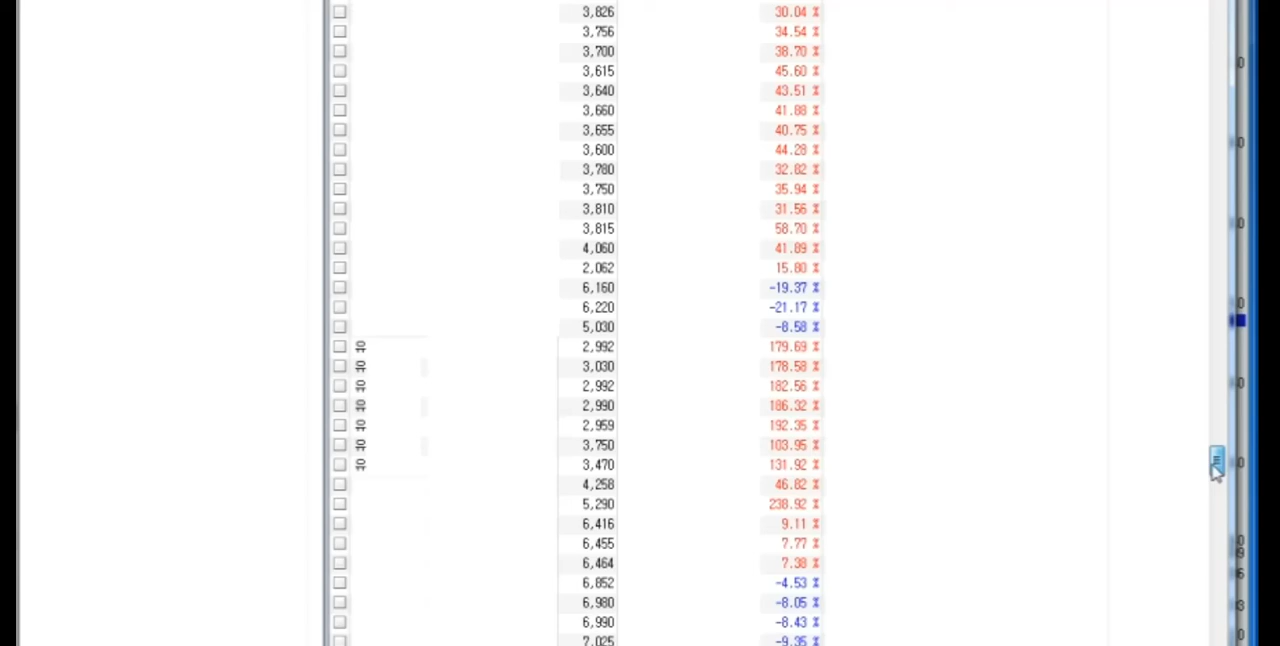 3,826 30.04 %
3,756 34.54 %
3,700 38.70 %
3,615 45.60 %
3,640 43.51 %
3,660 41.88 %
3,655 40.75 %
3,600 44.28 %
3,780 32.82 %
3,750 35.94 %
3,810 31.56 %
3,815 58.70 %
4,060 41.89 %
2,062 15.80 %
6,160 -19.37 %
6,220 -21.17 %
5,030 -8.58 %
2,992 179.69 %
3,030 178.58 %
2,992 182.56 %
2,990 186.32 %
2,959 192.35 %
3,750 103.95 %
3,470 131.92 %
4,258 46.82 %
5,290 238.92 %
6,416 9.11 %
6,455 7.77 %
6,464 7.38 %
6,852 -4.53 %
6,980 -8.05 %
6,990 -8.43 %
7,025 -9.35 %